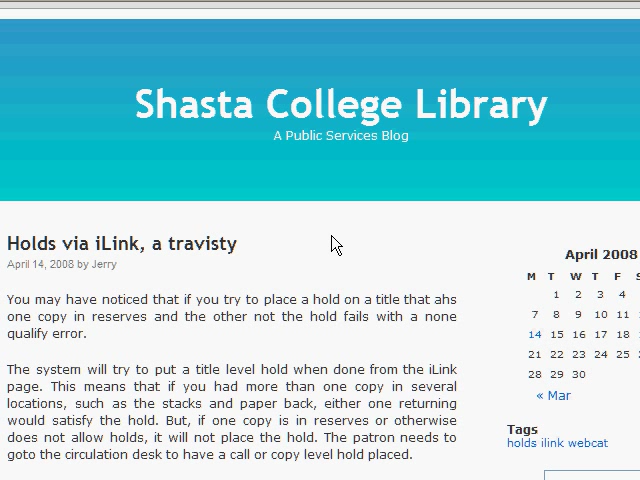 Shasta College Library
A Public Services Blog
Holds via iLink, a travisty
April 14, 2008 by Jerry
You may have noticed that if you try to place a hold on a title that ahs
one copy in reserves and the other not the hold fails with a none
qualify error.
The system will try to put a title level hold when done from the iLink
page. This means that if you had more than one copy in several
locations, such as the stacks and paper back, either one returning
would satisfy the hold. But, if one copy is in reserves or otherwise
does not allow holds, it will not place the hold. The patron needs to
goto the circulation desk to have a call or copy level hold placed.
April 2008
M T W T F S
1 2 3 4
7 8 9 10 11
14 15 16 17 18
21 22 23 24 25
28 29 30
« Mar
Tags
holds ilink webcat